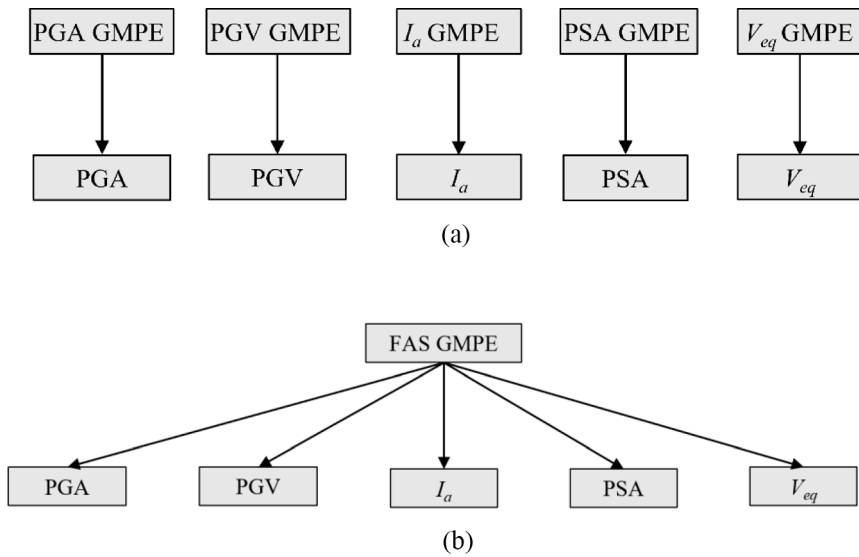 PGA GMPE PGV GMPE Ia GMPE PSA GMPE Veq GMPE
PGA PGV Ia PSA Veq
(a)
FAS GMPE
PGA PGV Ia PSA Veq
(b)